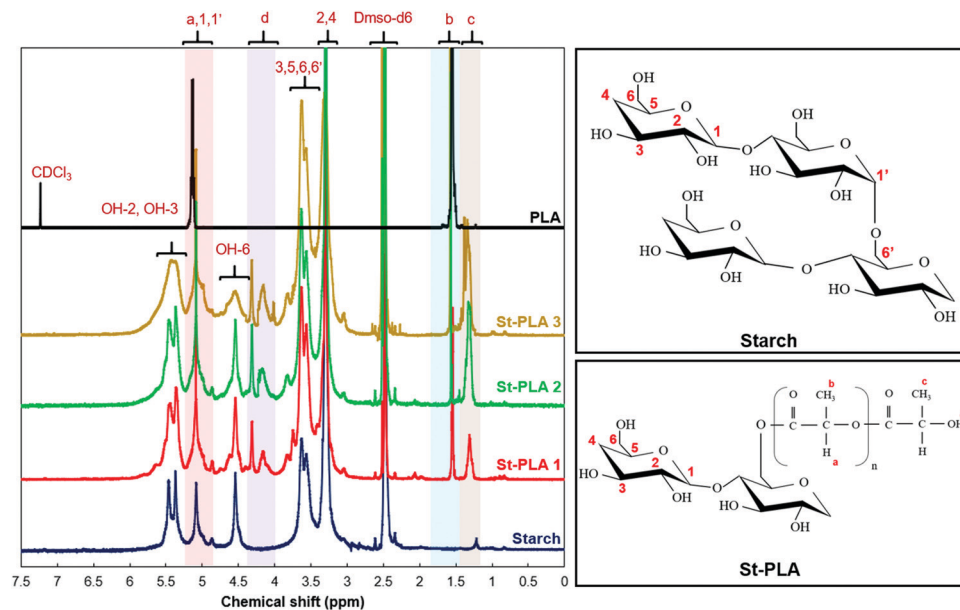 a,1,1' d 2,4 Dmso-d6 b c
3,5,6,6'
CDCl3
OH-2, OH-3
PLA
OH-6
St-PLA 3
St-PLA 2
St-PLA 1
Starch
7.5 7 6.5 6 5.5 5 4.5 4 3.5 3 2.5 2 1.5 1 0.5 0
Chemical shift (ppm)
OH
6
4 5 O OH
2 1
HO O O
3 OH HO 1'
OH
OH O
6'
O
HO O O
OH HO
OH
OH
Starch
b c
O CH3 O CH3
C C O C C OH
O H H
a n
OH
6
4 5 O
2 1
HO O O
3 OH HO
OH
St-PLA